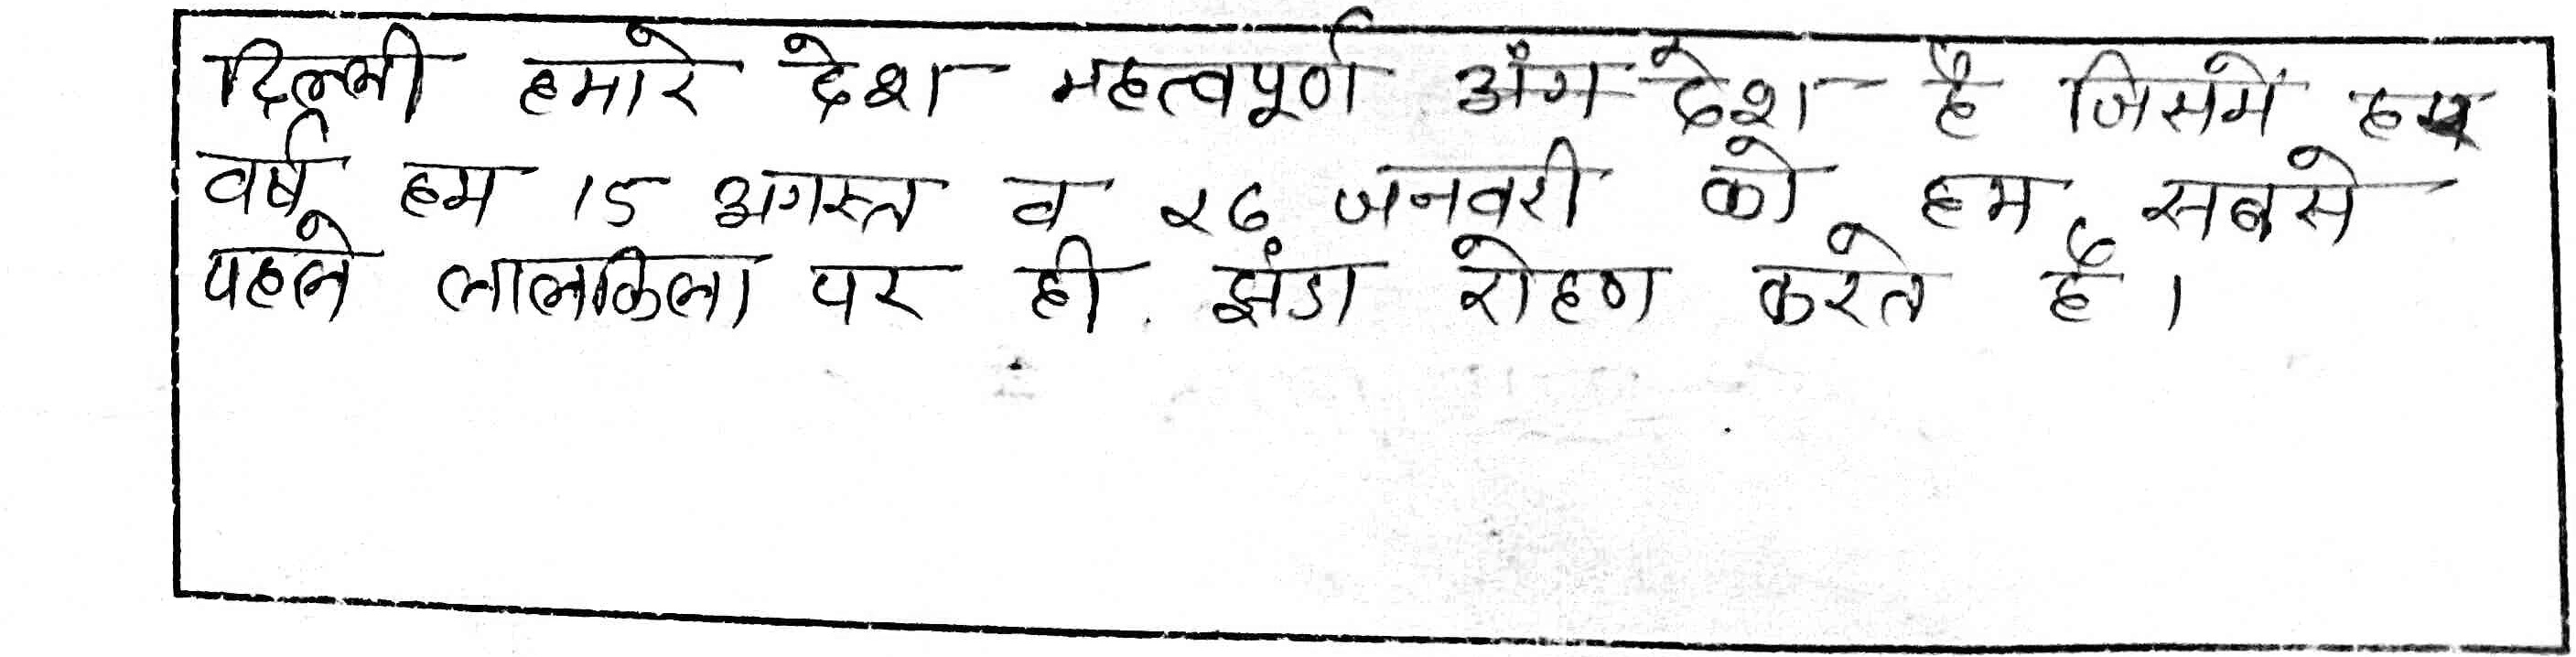 दिल्ली हमारे देश महत्वपूर्ण अंग देश है जिसमें हर
वर्ष हम 15 अगस्त व 26 जनवरी को हम सबसे
पहले लालकिला पर ही झंडा रोहण करते है।